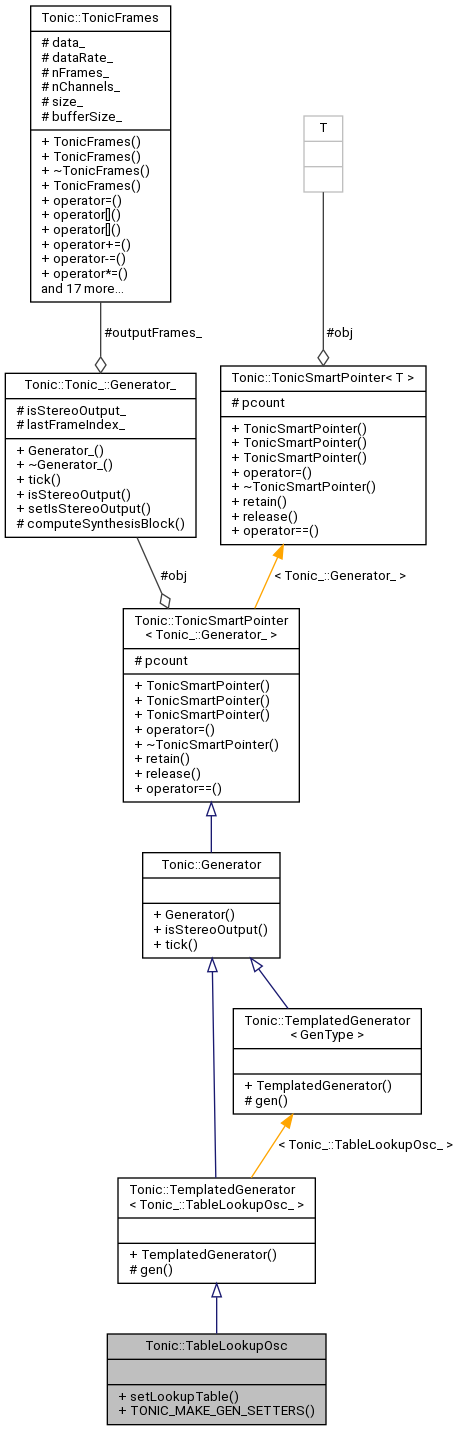 Tonic::TonicFrames
# data_
# dataRate_
# nFrames_
# nChannels_
# size_
# bufferSize_
+ TonicFrames()
+ TonicFrames()
+ ~TonicFrames()
+ TonicFrames()
+ operator=()
+ operator[]()
+ operator[]()
+ operator+=()
+ operator-=()
+ operator*=()
and 17 more...
T
#outputFrames_
#obj
Tonic::Tonic_::Generator_
# isStereoOutput_
# lastFrameIndex_
+ Generator_()
+ ~Generator_()
+ tick()
+ isStereoOutput()
+ setIsStereoOutput()
# computeSynthesisBlock()
Tonic::TonicSmartPointer< T >
# pcount
+ TonicSmartPointer()
+ TonicSmartPointer()
+ TonicSmartPointer()
+ operator=()
+ ~TonicSmartPointer()
+ retain()
+ release()
+ operator==()
#obj
< Tonic_::Generator_ >
Tonic::TonicSmartPointer
< Tonic_::Generator_ >
# pcount
+ TonicSmartPointer()
+ TonicSmartPointer()
+ TonicSmartPointer()
+ operator=()
+ ~TonicSmartPointer()
+ retain()
+ release()
+ operator==()
Tonic::Generator
+ Generator()
+ isStereoOutput()
+ tick()
Tonic::TemplatedGenerator
< GenType >
+ TemplatedGenerator()
# gen()
< Tonic_::TableLookupOsc_ >
Tonic::TemplatedGenerator
< Tonic_::TableLookupOsc_ >
+ TemplatedGenerator()
# gen()
Tonic::TableLookupOsc
+ setLookupTable()
+ TONIC_MAKE_GEN_SETTERS()